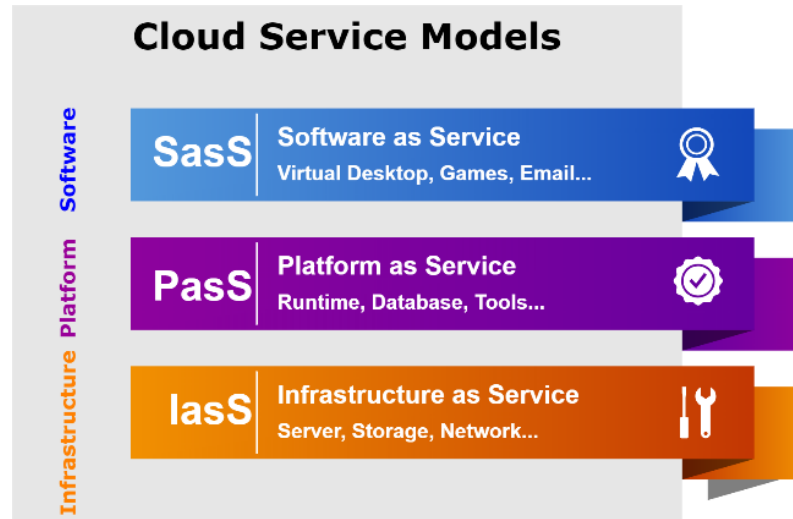 Cloud Service Models
Software
SasS
Software as Service
Virtual Desktop, Games, Email...
Platform
PasS
Platform as Service
Runtime, Database, Tools...
Infrastructure
IasS
Infrastructure as Service
Server, Storage, Network...